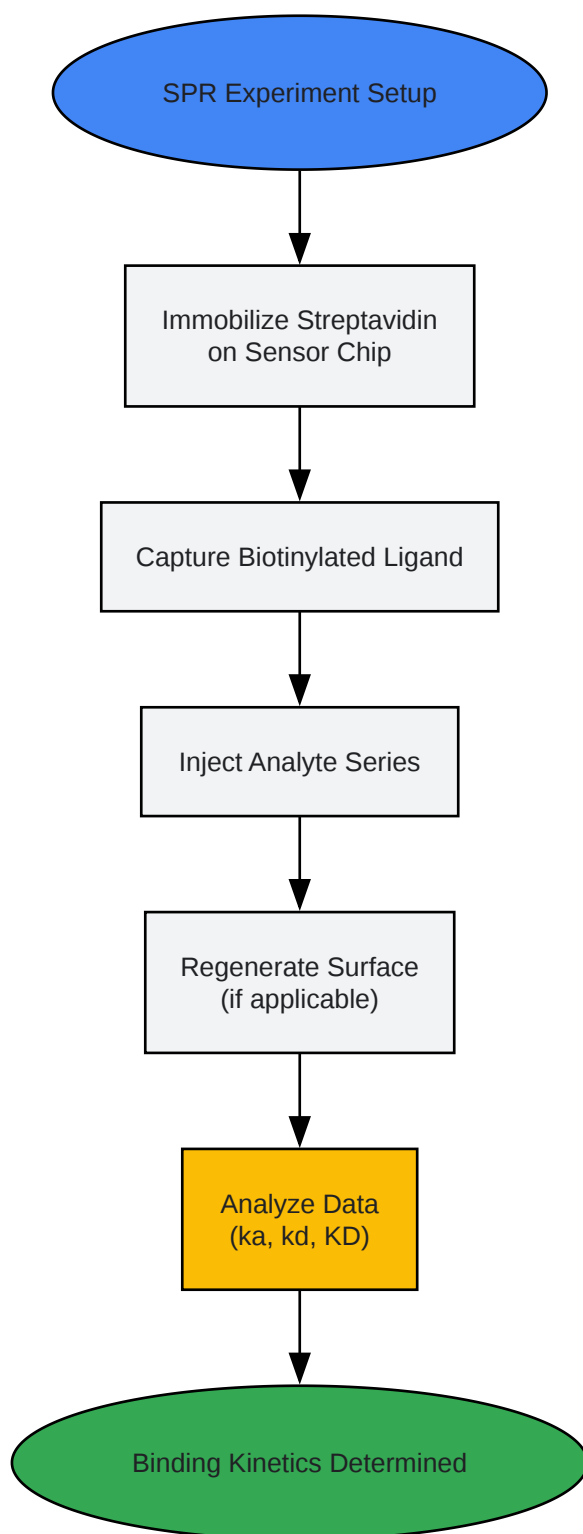 SPR Experiment Setup
Immobilize Streptavidin
on Sensor Chip
Capture Biotinylated Ligand
Inject Analyte Series
Regenerate Surface
(if applicable)
Analyze Data
(ka, kd, KD)
Binding Kinetics Determined